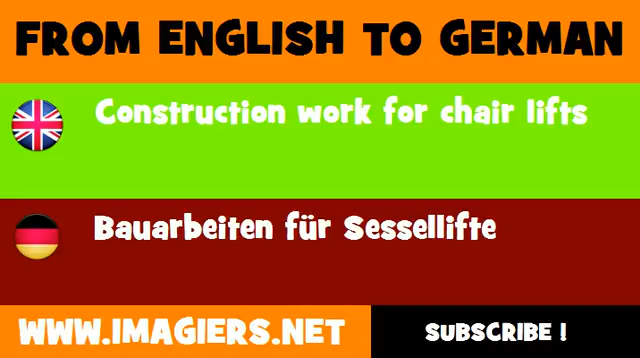 FROM ENGLISH TO GERMAN
Construction work for chair lifts
Bauarbeiten für Sessellifte
WWW.IMAGIERS.NET
SUBSCRIBE !